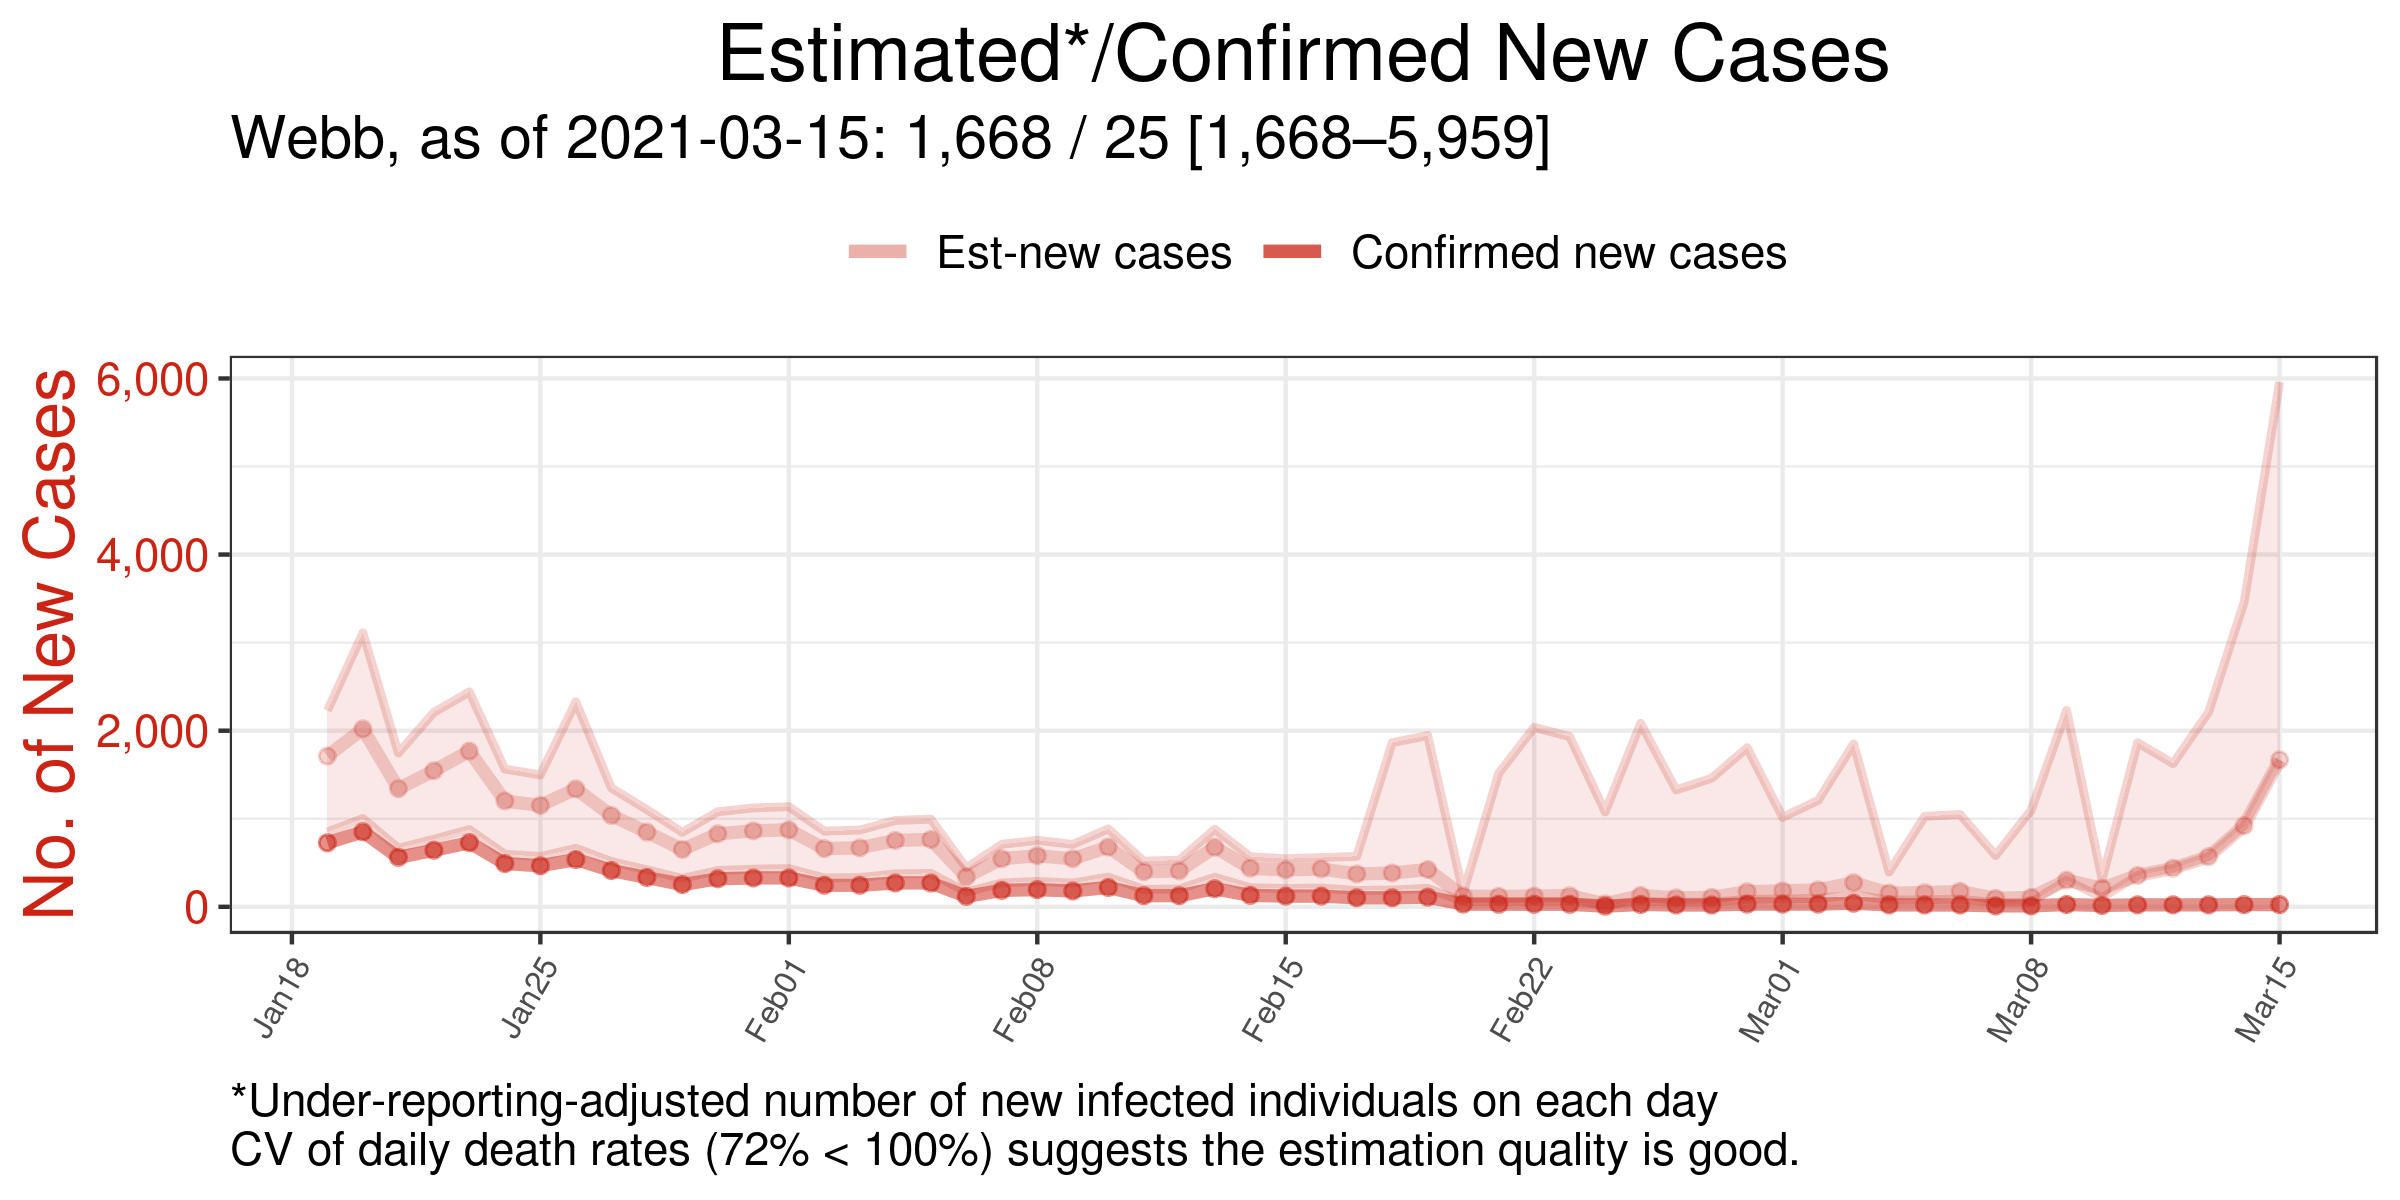 Estimated*/Confirmed New Cases
Webb, as of 2021-03-15: 1,668 / 25 [1,668–5,959]
Est-new cases
Confirmed new cases
No. of New Cases
6,000
4,000
2,000
0
Jan18
Jan25
Feb01
Feb08
Feb15
Feb22
Mar01
Mar08
Mar15
*Under-reporting-adjusted number of new infected individuals on each day
CV of daily death rates (72% < 100%) suggests the estimation quality is good.